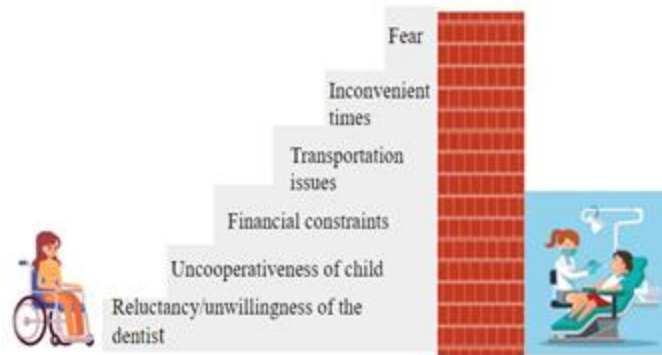 Fear
Inconvenient
times
Transportation
issues
Financial constraints
Uncooperativeness of child
Reluctancy/unwillingness of the
dentist